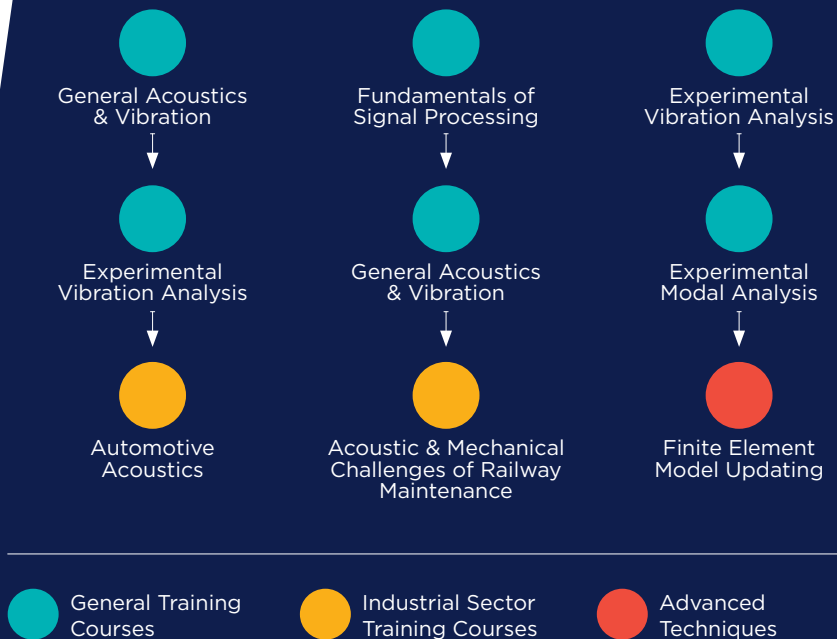 General Acoustics
& Vibration
Fundamentals of
Signal Processing
Experimental
Vibration Analysis
Experimental
Vibration Analysis
General Acoustics
& Vibration
Experimental
Modal Analysis
Automotive
Acoustics
Acoustic & Mechanical
Challenges of Railway
Maintenance
Finite Element
Model Updating
General Training
Courses
Industrial Sector
Training Courses
Advanced
Techniques